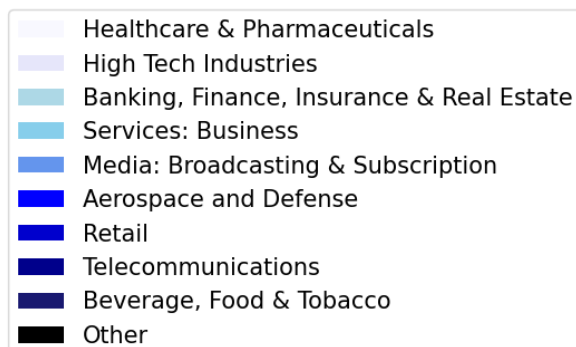 Healthcare & Pharmaceuticals
High Tech Industries
Banking, Finance, Insurance & Real Estate
Services: Business
Media: Broadcasting & Subscription
Aerospace and Defense
Retail
Telecommunications
Beverage, Food & Tobacco
Other